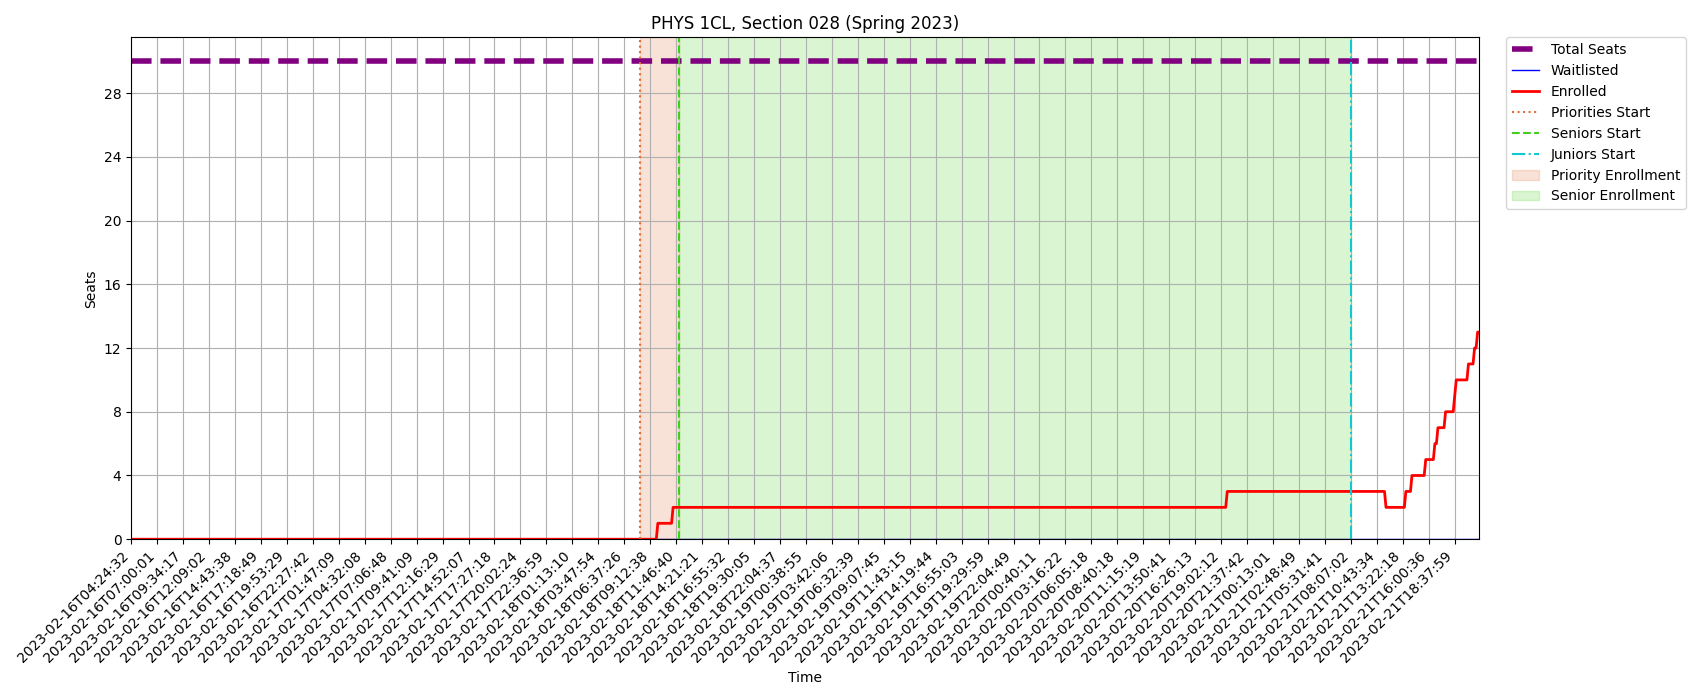 PHYS 1CL, Section 028 (Spring 2023)
Total Seats
Waitlisted
Enrolled
Priorities Start
Seniors Start
Juniors Start
Priority Enrollment
Senior Enrollment
Seats
28
24
20
16
12
8
4
0
2023-02-16T04:24:32
2023-02-16T07:00:01
2023-02-16T09:34:17
2023-02-16T12:09:02
2023-02-16T14:43:38
2023-02-16T17:18:49
2023-02-16T19:53:29
2023-02-16T22:27:42
2023-02-17T01:47:09
2023-02-17T04:32:08
2023-02-17T07:06:48
2023-02-17T09:41:09
2023-02-17T12:16:29
2023-02-17T14:52:07
2023-02-17T17:27:18
2023-02-17T20:02:24
2023-02-17T22:36:59
2023-02-18T01:13:10
2023-02-18T03:47:54
2023-02-18T06:37:26
2023-02-18T09:12:38
2023-02-18T11:46:40
2023-02-18T14:21:21
2023-02-18T16:55:32
2023-02-18T19:30:05
2023-02-18T22:04:37
2023-02-19T00:38:55
2023-02-19T03:42:06
2023-02-19T06:32:39
2023-02-19T09:07:45
2023-02-19T11:43:15
2023-02-19T14:19:44
2023-02-19T16:55:03
2023-02-19T19:29:59
2023-02-19T22:04:49
2023-02-20T00:40:11
2023-02-20T03:16:22
2023-02-20T06:05:18
2023-02-20T08:40:18
2023-02-20T11:15:19
2023-02-20T13:50:41
2023-02-20T16:26:13
2023-02-20T19:02:12
2023-02-20T21:37:42
2023-02-21T00:13:01
2023-02-21T02:48:49
2023-02-21T05:31:41
2023-02-21T08:07:02
2023-02-21T10:43:34
2023-02-21T13:22:18
2023-02-21T16:00:36
2023-02-21T18:37:59
Time